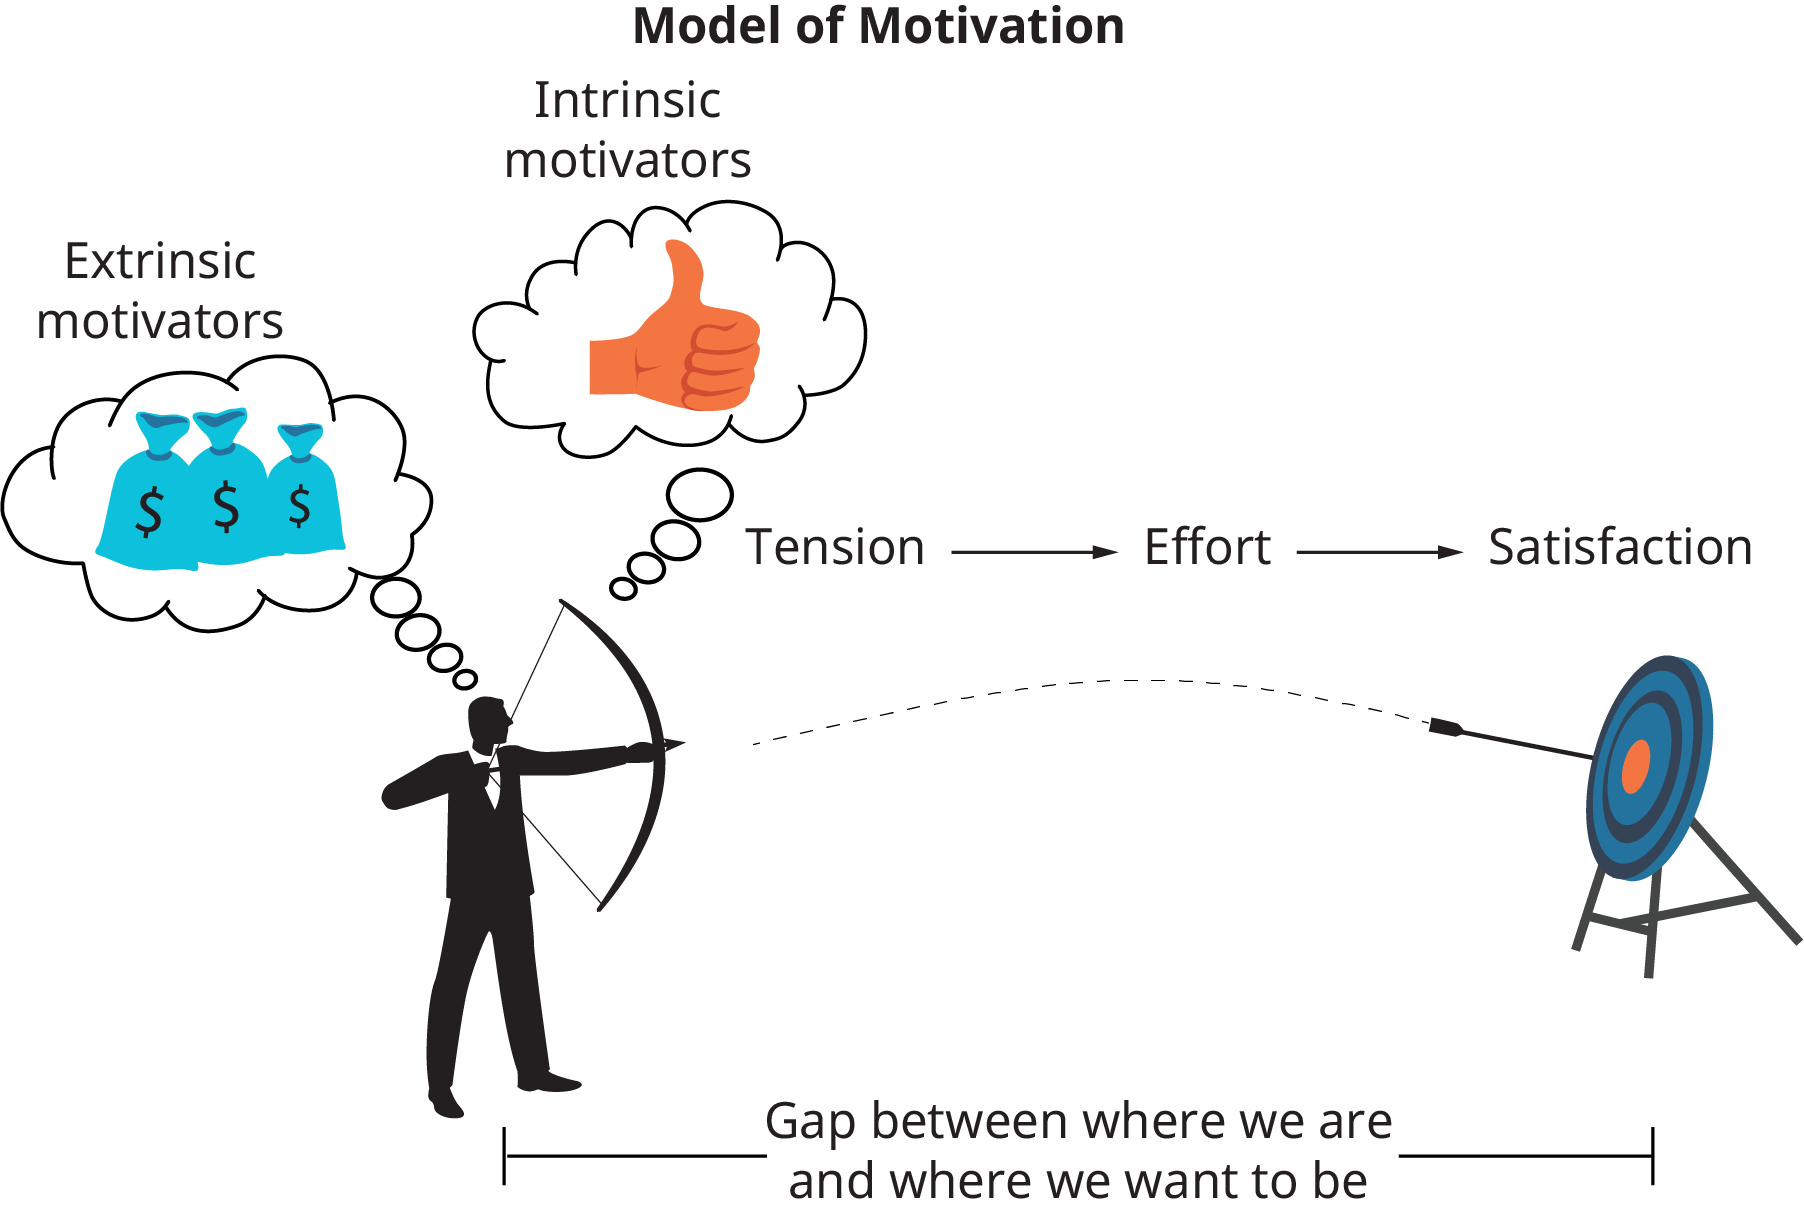 Model of Motivation
Intrinsic
motivators
Extrinsic
motivators
$ $ $
Tension Effort Satisfaction
Gap between where we are
and where we want to be